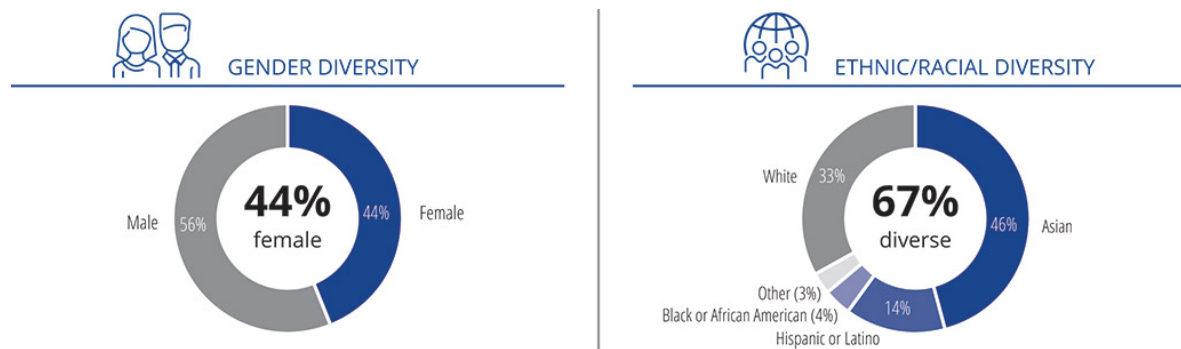 GENDER DIVERSITY
Male
56%
44%
female
44%
Female
ETHNIC/RACIAL DIVERSITY
White
33%
67%
diverse
46%
Asian
Other (3%)
Black or African American (4%)
14%
Hispanic or Latino